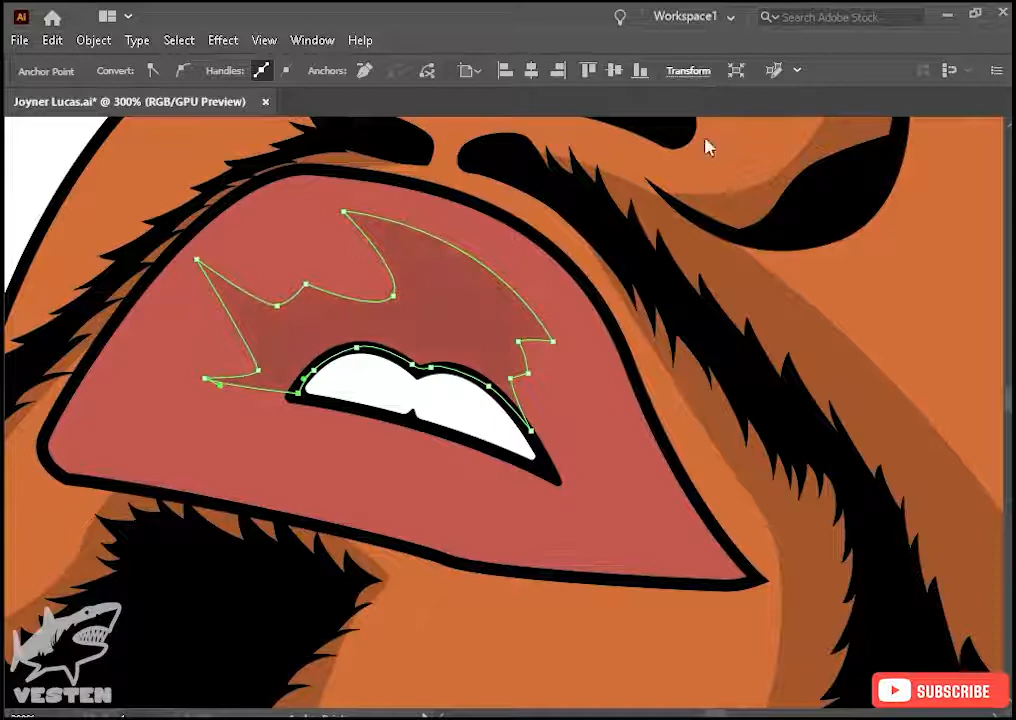 Ai
Workspace1
Search Adobe Stock
File Edit Object Type Select Effect View Window Help
Anchor Point Convert: Handles: Anchors: Transform
Joyner Lucas.ai* @ 300% (RGB/GPU Preview) ×
VESTEN
SUBSCRIBE